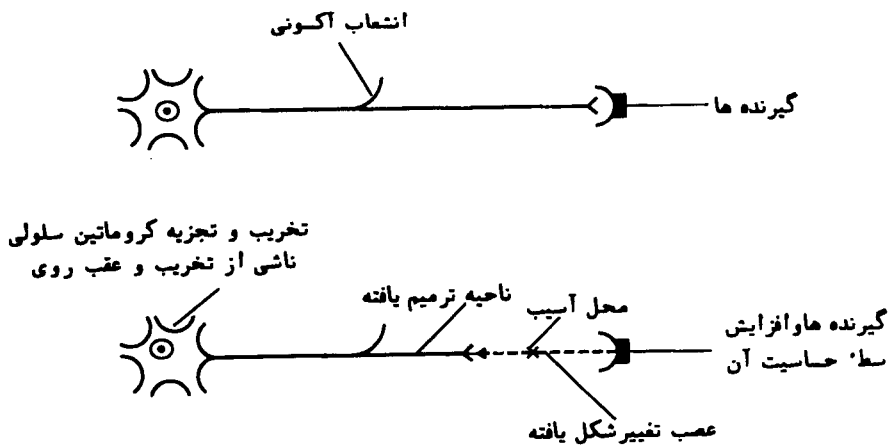 انشعاب آکسونی
گیرنده ها
تخریب و تجزیه کروماتین سلولی
ناشی از تخریب و عقب روی
ناحیه ترمیم یافته
محل آسیب
گیرنده هاوافزایش
سط' حساسیت آن
عصب تغییرشکل یافته